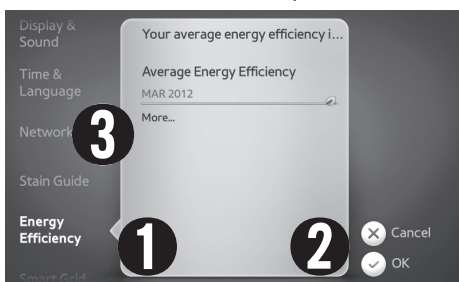 Display &
Sound
Time &
Language
Network
Stain Guide
Energy
Efficiency
Smart Grid
Your average energy efficiency i...
Average Energy Efficiency
MAR 2012
More...
3
1
2
Cancel
OK